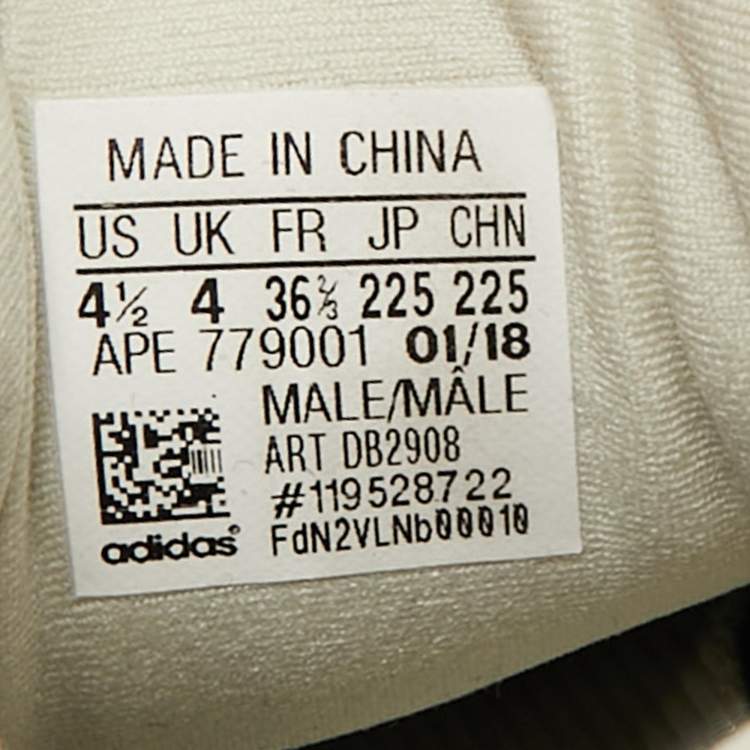 MADE IN CHINA
US UK FR JP CHN
4½ 4 36⅔ 225 225
APE 779001 01/18
MALE/MÂLE
ART DB2908
#119528722
FdN2VLNb00010
adidas®